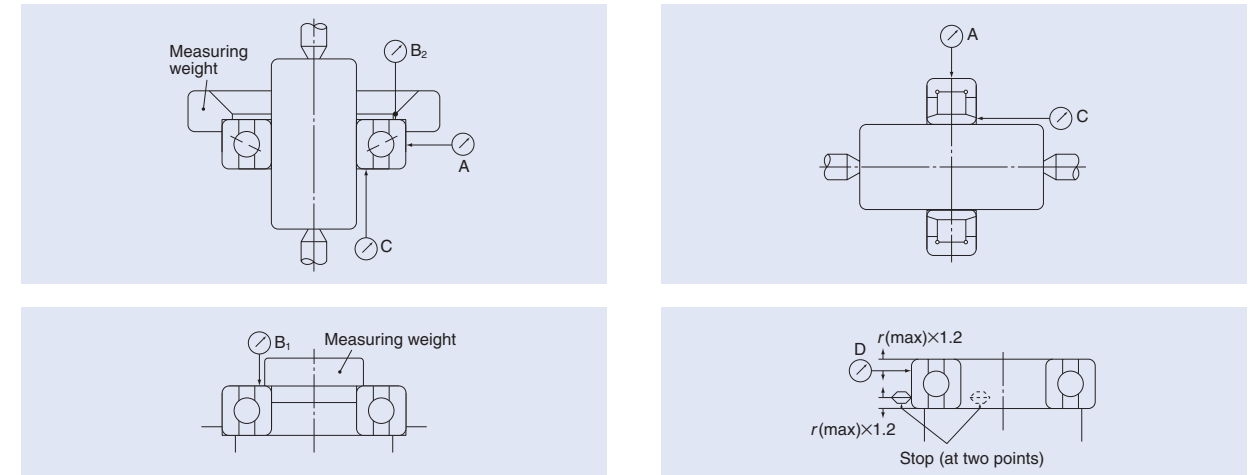 Measuring
weight
B₂
A
C
A
C
B₁
Measuring weight
D
r(max)×1.2
r(max)×1.2
Stop (at two points)